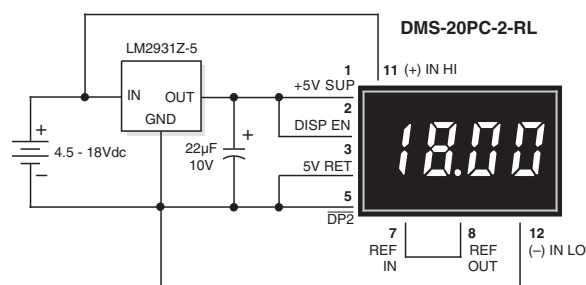 DMS-20PC-2-RL
LM2931Z-5
1
11 (+) IN HI
+5V SUP
IN
OUT
2
GND
DISP EN
+
+
4.5 - 18Vdc
22µF
10V
3
5V RET
–
5
DP2
18.00
7
REF
IN
8
REF
OUT
12
(–) IN LO